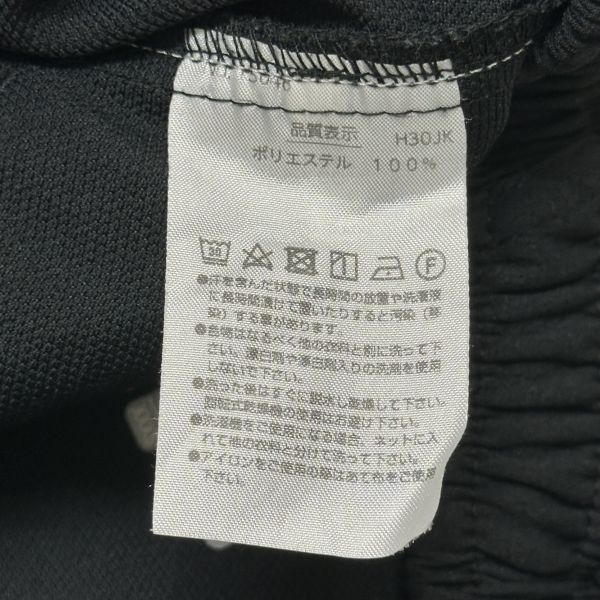 品質表示 H30JK
ポリエステル 100%
30 F
●汗を含んだ状態で長時間の放置や洗濯液
に長時間漬けて置いたりすると汚染(移
染)する事があります。
●色物はなるべく他の衣料と別に洗って下
さい。漂白剤や漂白剤入りの洗剤を使用
しないで下さい。
●洗った後はすぐに脱水し乾燥して下さい。
回転式乾燥機の使用はお避け下さい。
●洗濯機をご使用になる場合、ネットに入
れて他の衣料と分けて洗って下さい。
●アイロンをご使用の際はあて布をご使用
下さい。